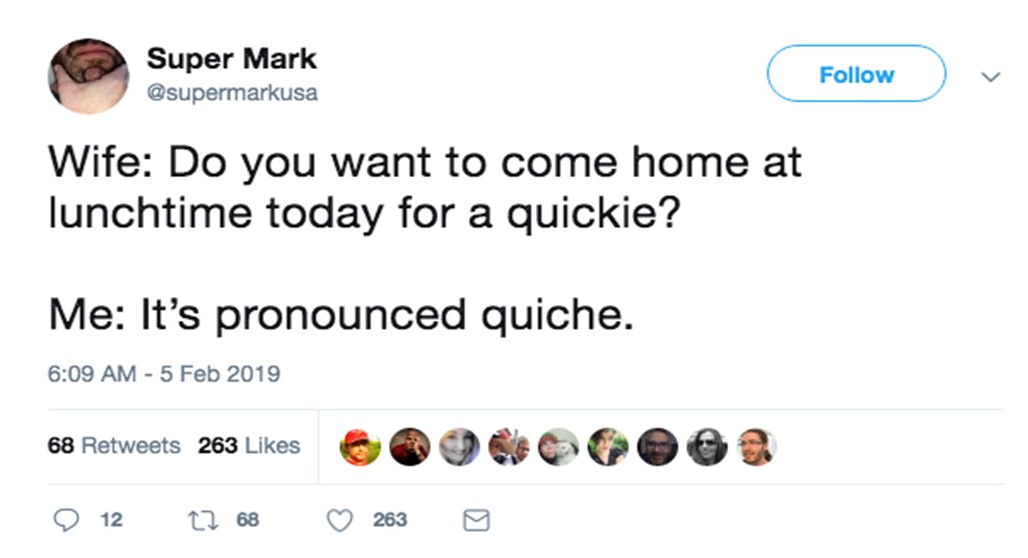 Super Mark
@supermarkusa
Follow
Wife: Do you want to come home at
lunchtime today for a quickie?
Me: It’s pronounced quiche.
6:09 AM - 5 Feb 2019
68 Retweets 263 Likes
12 68 263